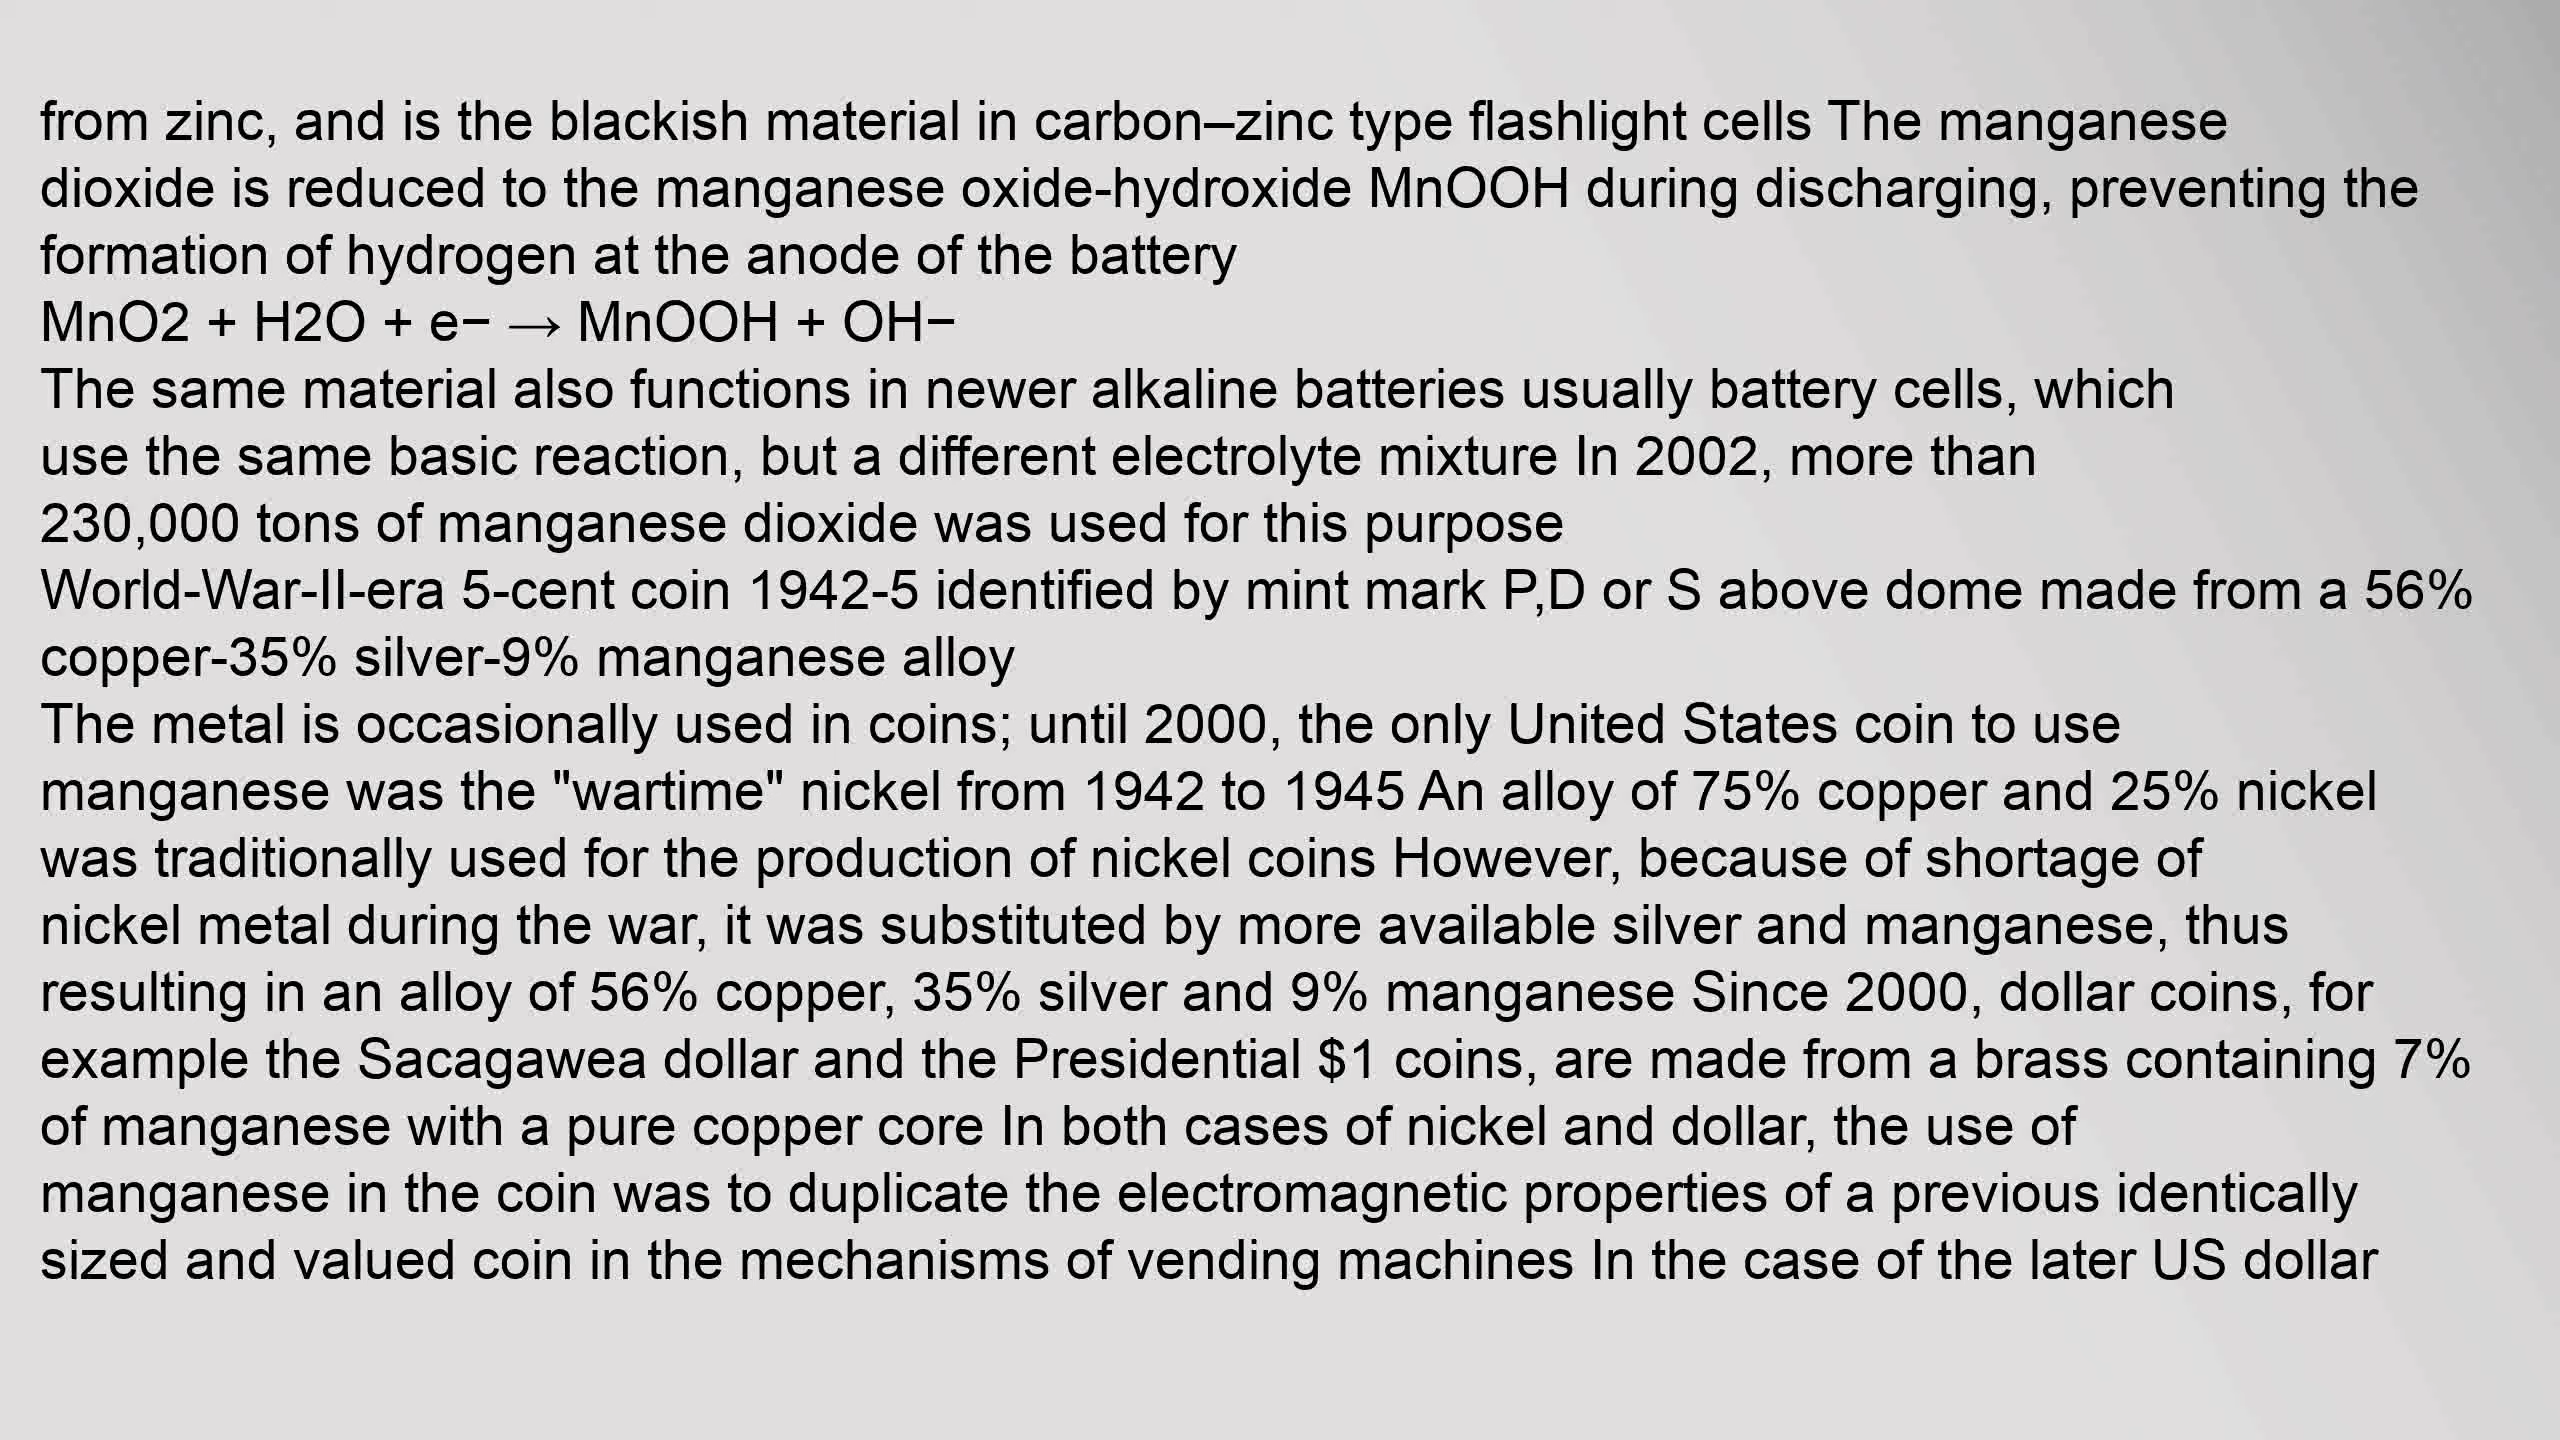 from zinc, and is the blackish material in carbon–zinc type flashlight cells The manganese
dioxide is reduced to the manganese oxide-hydroxide MnOOH during discharging, preventing the
formation of hydrogen at the anode of the battery
MnO2 + H2O + e− → MnOOH + OH−
The same material also functions in newer alkaline batteries usually battery cells, which
use the same basic reaction, but a different electrolyte mixture In 2002, more than
230,000 tons of manganese dioxide was used for this purpose
World-War-II-era 5-cent coin 1942-5 identified by mint mark P,D or S above dome made from a 56%
copper-35% silver-9% manganese alloy
The metal is occasionally used in coins; until 2000, the only United States coin to use
manganese was the "wartime" nickel from 1942 to 1945 An alloy of 75% copper and 25% nickel
was traditionally used for the production of nickel coins However, because of shortage of
nickel metal during the war, it was substituted by more available silver and manganese, thus
resulting in an alloy of 56% copper, 35% silver and 9% manganese Since 2000, dollar coins, for
example the Sacagawea dollar and the Presidential $1 coins, are made from a brass containing 7%
of manganese with a pure copper core In both cases of nickel and dollar, the use of
manganese in the coin was to duplicate the electromagnetic properties of a previous identically
sized and valued coin in the mechanisms of vending machines In the case of the later US dollar